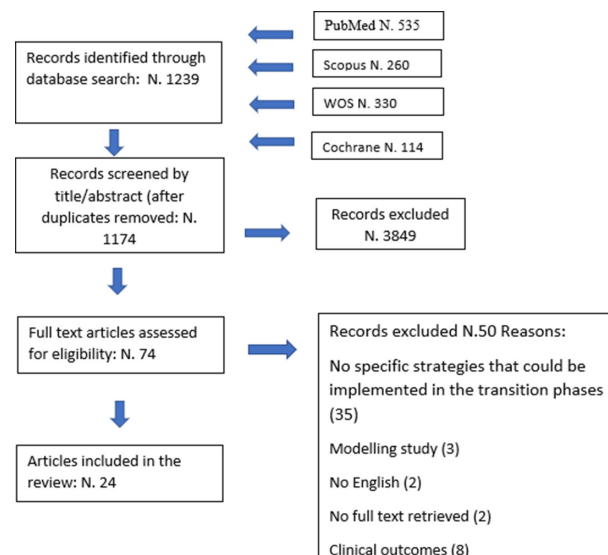 PubMed N. 535
Records identified through
database search:  N. 1239
Scopus N. 260
WOS N. 330
Cochrane N. 114
Records screened by
title/abstract (after
duplicates removed: N.
1174
Records excluded
N. 3849
Full text articles assessed
for eligibility: N. 74
Records excluded N.50 Reasons:
No specific strategies that could be
implemented in the transition phases
(35)
Modelling study (3)
No English (2)
No full text retrieved (2)
Clinical outcomes (8)
Articles included in the
review: N. 24